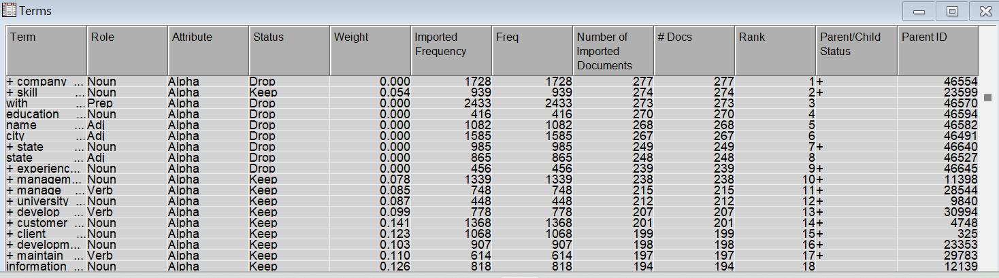 Terms
Term Role Attribute Status Weight Imported Frequency Freq Number of Imported Documents # Docs Rank Parent/Child Status Parent ID
+ company ... Noun Alpha Drop 0.000 1728 1728 277 277 1 + 46554
+ skill ... Noun Alpha Keep 0.054 939 939 274 274 2 + 23599
with ... Prep Alpha Drop 0.000 2433 2433 273 273 3 46570
education ... Noun Alpha Drop 0.000 416 416 270 270 4 46594
name ... Adj Alpha Drop 0.000 1082 1082 268 268 5 46582
city ... Adj Alpha Drop 0.000 1585 1585 267 267 6 46491
+ state ... Noun Alpha Drop 0.000 985 985 249 249 7 + 46640
state ... Adj Alpha Drop 0.000 865 865 248 248 8 46527
+ experienc... Noun Alpha Drop 0.000 456 456 239 239 9 + 46645
+ managem... Noun Alpha Keep 0.078 1339 1339 238 238 10 + 11398
+ manage ... Verb Alpha Keep 0.085 748 748 215 215 11 + 28544
+ university ... Noun Alpha Keep 0.087 448 448 212 212 12 + 9840
+ develop ... Verb Alpha Keep 0.099 778 778 207 207 13 + 30994
+ customer ... Noun Alpha Keep 0.141 1368 1368 201 201 14 + 4748
+ client ... Noun Alpha Keep 0.123 1068 1068 199 199 15 + 325
+ developm... Noun Alpha Keep 0.103 907 907 198 198 16 + 23353
+ maintain ... Verb Alpha Keep 0.110 614 614 197 197 17 + 29783
information ... Noun Alpha Keep 0.126 818 818 194 194 18 12139